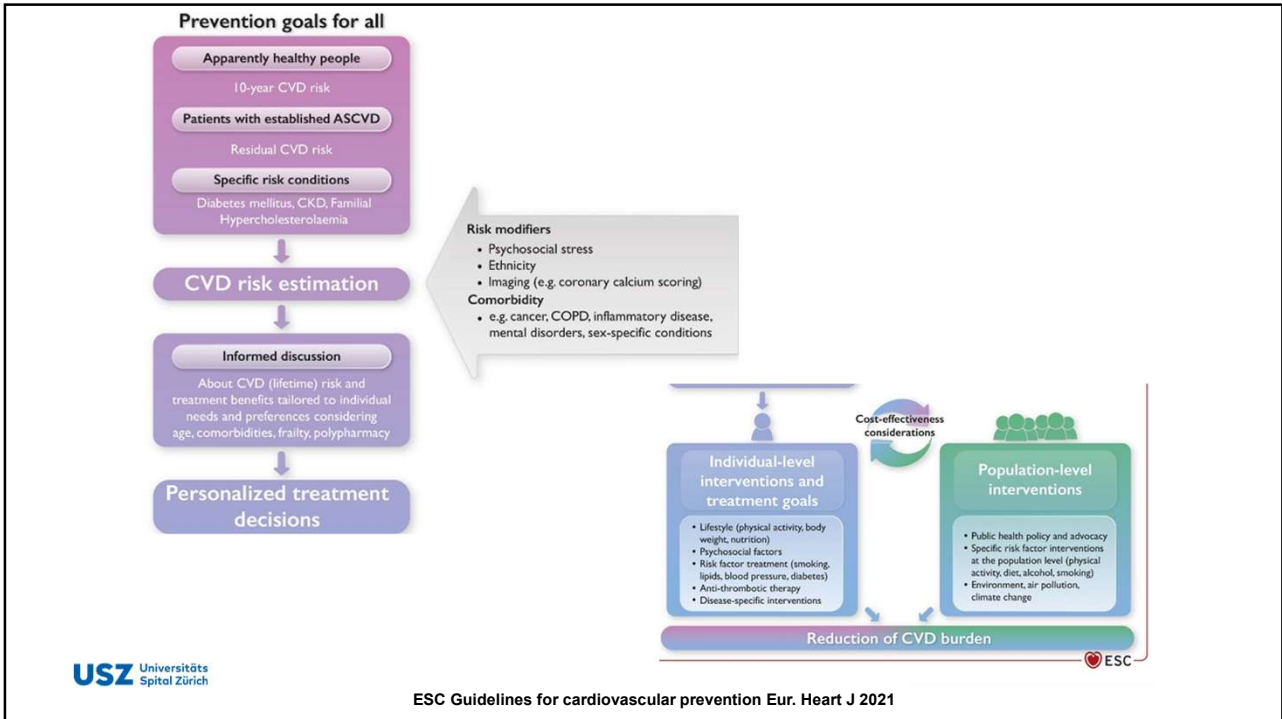 Prevention goals for all
Apparently healthy people
10-year CVD risk
Patients with established ASCVD
Residual CVD risk
Specific risk conditions
Diabetes mellitus, CKD, Familial
Hypercholesterolaemia
CVD risk estimation
Informed discussion
About CVD (lifetime) risk and
treatment benefits tailored to individual
needs and preferences considering
age, comorbidities, frailty, polypharmacy
Personalized treatment
decisions
Risk modifiers
• Psychosocial stress
• Ethnicity
• Imaging (e.g. coronary calcium scoring)
Comorbidity
• e.g. cancer, COPD, inflammatory disease,
mental disorders, sex-specific conditions
Cost-effectiveness
considerations
Individual-level
interventions and
treatment goals
• Lifestyle (physical activity, body
weight, nutrition)
• Psychosocial factors
• Risk factor treatment (smoking,
lipids, blood pressure, diabetes)
• Anti-thrombotic therapy
• Disease-specific interventions
Population-level
interventions
• Public health policy and advocacy
• Specific risk factor interventions
at the population level (physical
activity, diet, alcohol, smoking)
• Environment, air pollution,
climate change
Reduction of CVD burden
ESC
USZ Universitäts
Spital Zürich
ESC Guidelines for cardiovascular prevention Eur. Heart J 2021